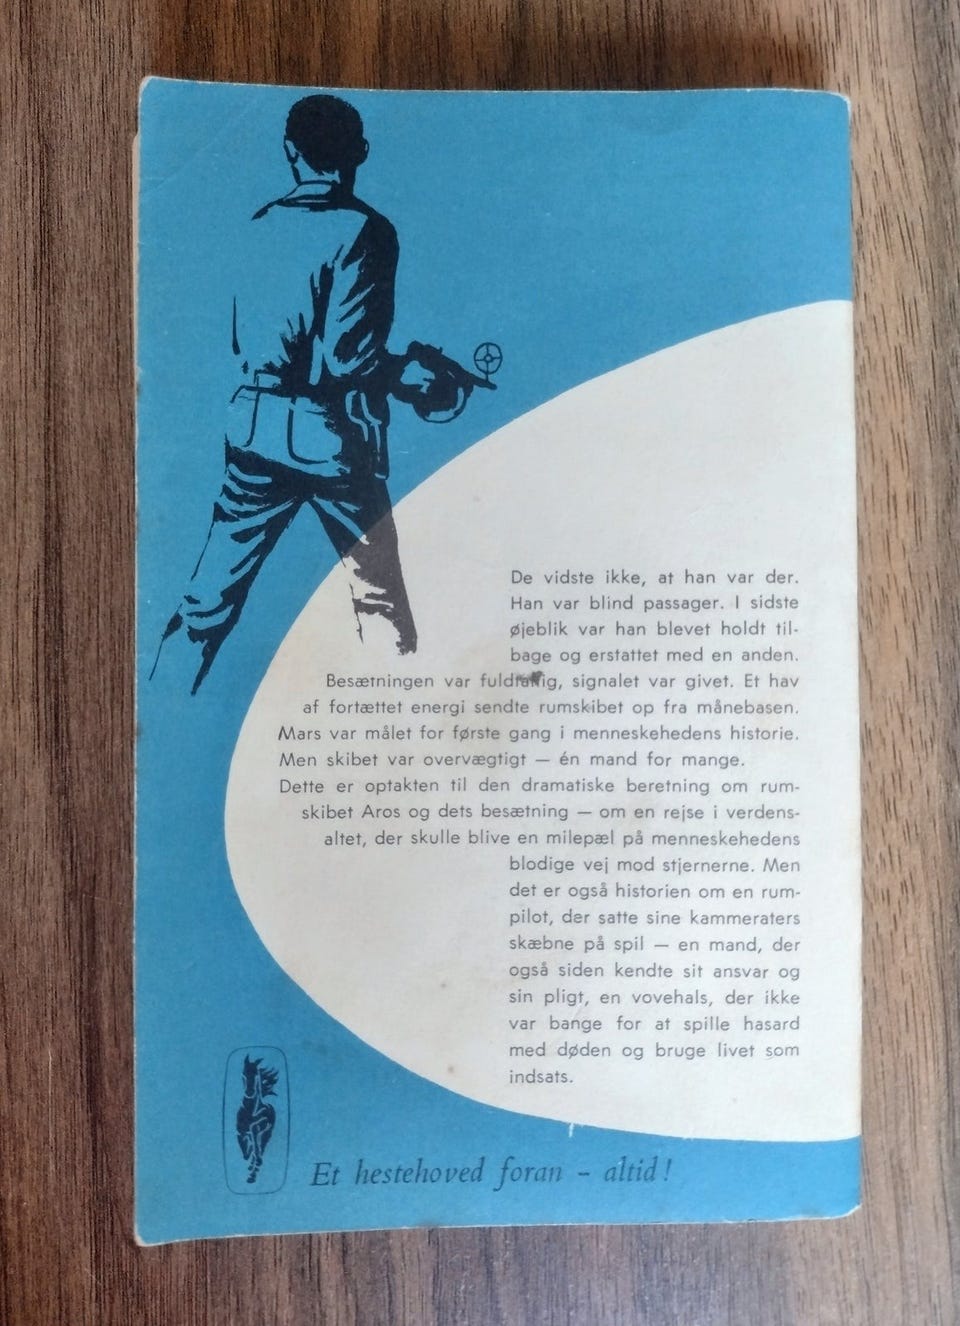 De vidste ikke, at han var der.
Han var blind passager. I sidste
øjeblik var han blevet holdt til-
bage og erstattet med en anden.
Besætningen var fuldtallig, signalet var givet. Et hav
af fortættet energi sendte rumskibet op fra månebasen.
Mars var målet for første gang i menneskehedens historie.
Men skibet var overvægtigt — én mand for mange.
Dette er optakten til den dramatiske beretning om rum-
skibet Aros og dets besætning — om en rejse i verdens-
altet, der skulle blive en milepæl på menneskehedens
blodige vej mod stjernerne. Men
det er også historien om en rum-
pilot, der satte sine kammeraters
skæbne på spil — en mand, der
også siden kendte sit ansvar og
sin pligt, en vovehals, der ikke
var bange for at spille hasard
med døden og bruge livet som
indsats.
Et hestehoved foran – altid!